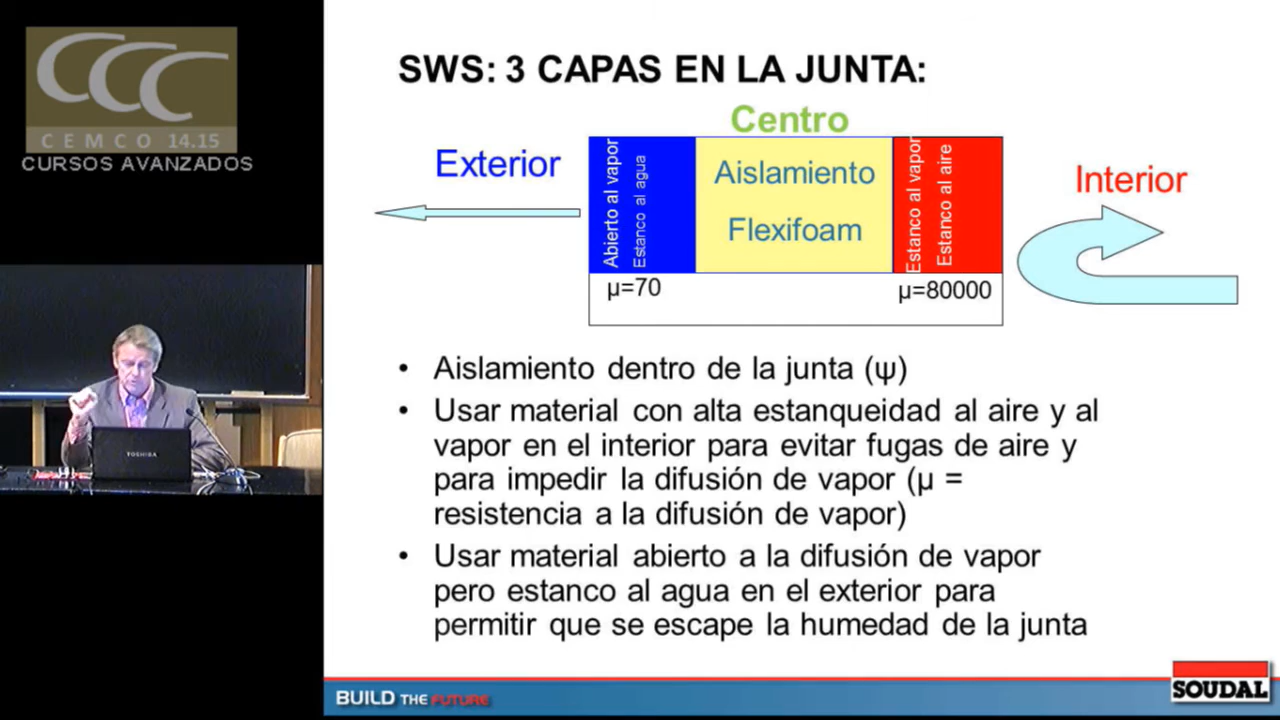 CCC
CEMCO 14.15
CURSOS AVANZADOS
SWS: 3 CAPAS EN LA JUNTA:
Centro
Exterior
Abierto al vapor
Estanco al agua
Aislamiento
Flexifoam
Estanco al vapor
Estanco al aire
Interior
μ=70
μ=80000
• Aislamiento dentro de la junta (ψ)
• Usar material con alta estanqueidad al aire y al
vapor en el interior para evitar fugas de aire y
para impedir la difusión de vapor (μ =
resistencia a la difusión de vapor)
• Usar material abierto a la difusión de vapor
pero estanco al agua en el exterior para
permitir que se escape la humedad de la junta
TOSHIBA
BUILD THE FUTURE
SOUDAL